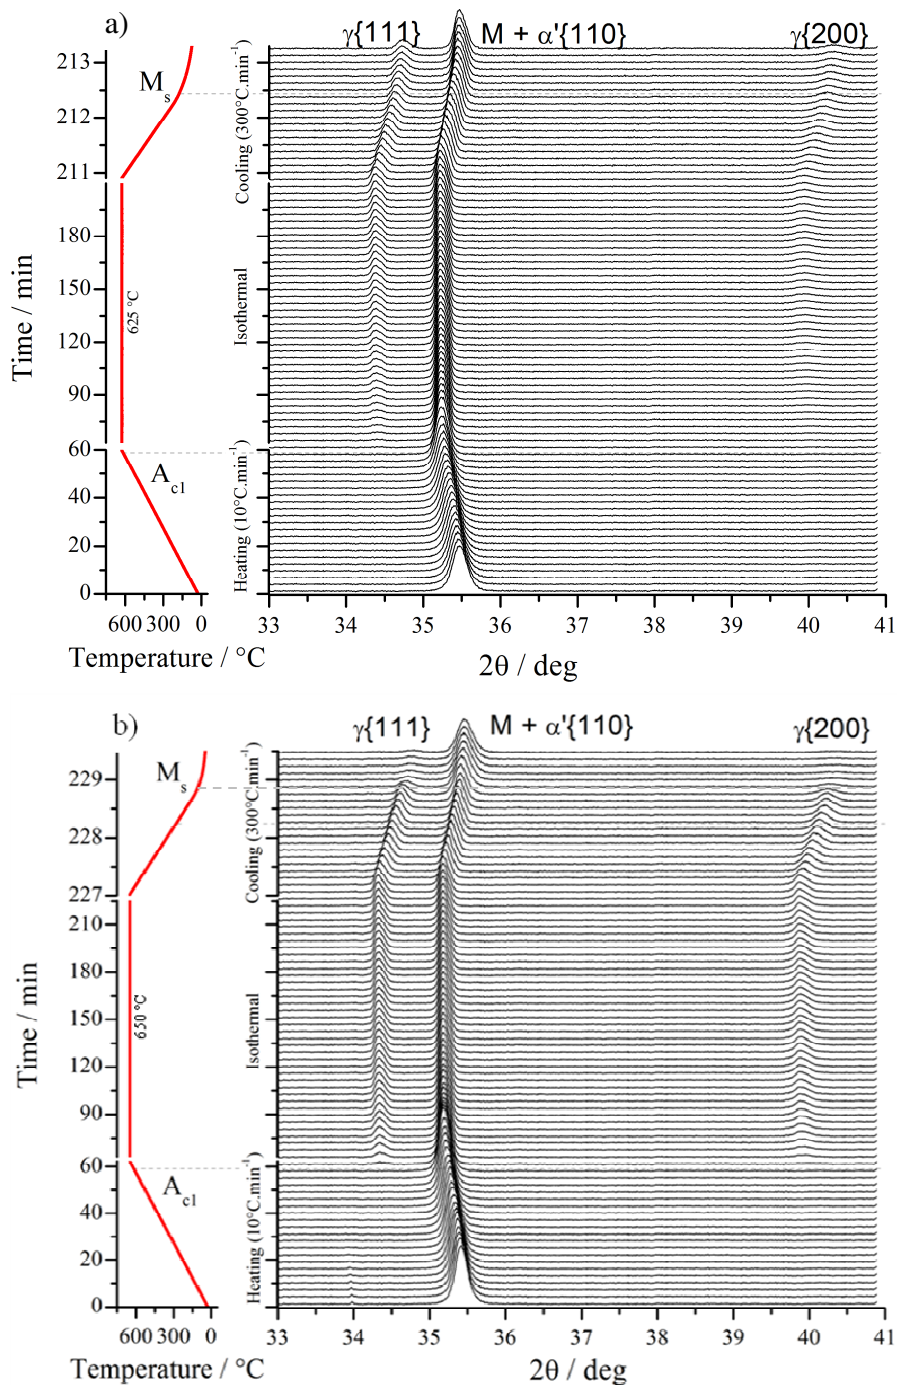 a)
γ{111}
M + α'{110}
γ{200}
213
212
211
180
150
120
90
60
40
20
0
Time / min
M_s
625 °C
A_c1
Cooling (300°C.min⁻¹)
Isothermal
Heating (10°C.min⁻¹)
600 300 0
Temperature / °C
33 34 35 36 37 38 39 40 41
2θ / deg
b)
γ{111}
M + α'{110}
γ{200}
229
228
227
210
180
150
120
90
60
40
20
0
Time / min
M_s
650 °C
A_c1
Cooling (300°C.min⁻¹)
Isothermal
Heating (10°C.min⁻¹)
600 300 0
Temperature / °C
33 34 35 36 37 38 39 40 41
2θ / deg